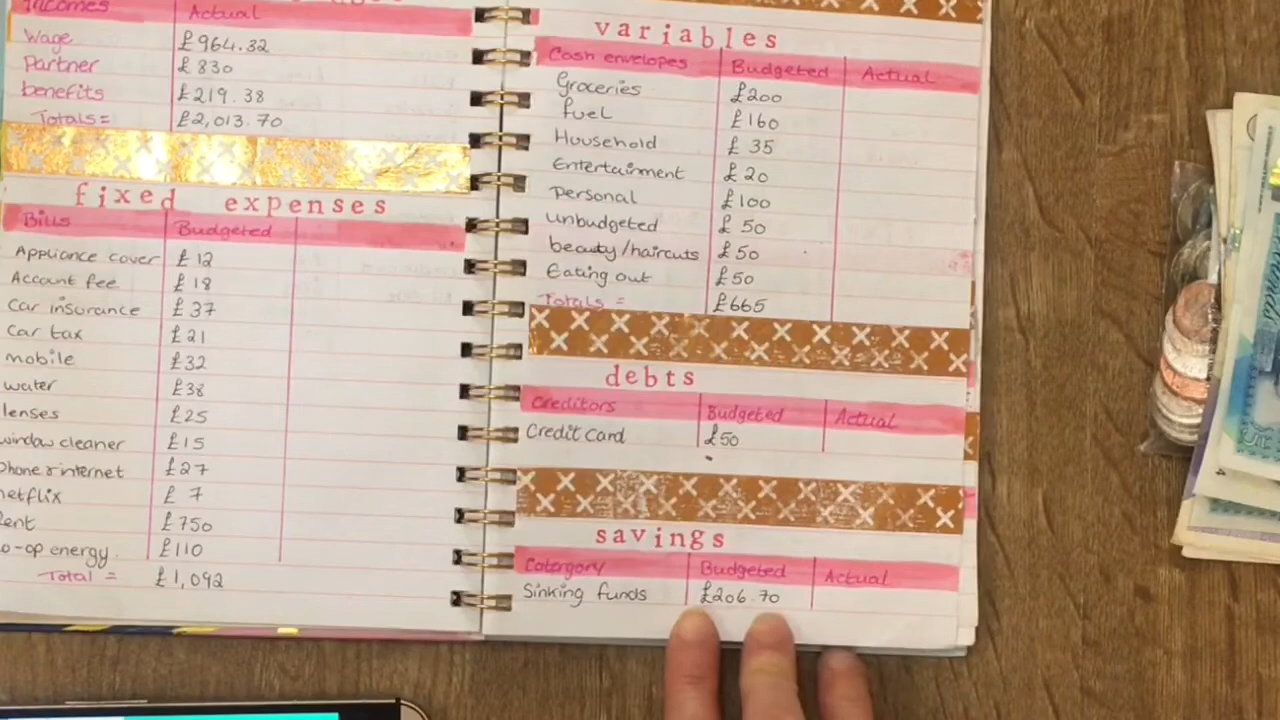 Incomes Actual
Wage £964.32
Partner £830
benefits £219.38
Totals= £2,013.70
fixed expenses
Bills Budgeted
Appliance cover £12
Account fee £18
Car insurance £37
Car tax £21
mobile £32
water £38
lenses £25
window cleaner £15
phone & internet £27
netflix £7
Rent £750
Co-op energy £110
Total = £1,092
variables
Cash envelopes Budgeted Actual
Groceries £200
fuel £160
Household £35
Entertainment £20
Personal £100
unbudgeted £50
beauty/haircuts £50
Eating out £50
Totals = £665
debts
Creditors Budgeted Actual
Credit Card £50
savings
Catergory Budgeted Actual
Sinking funds £206.70